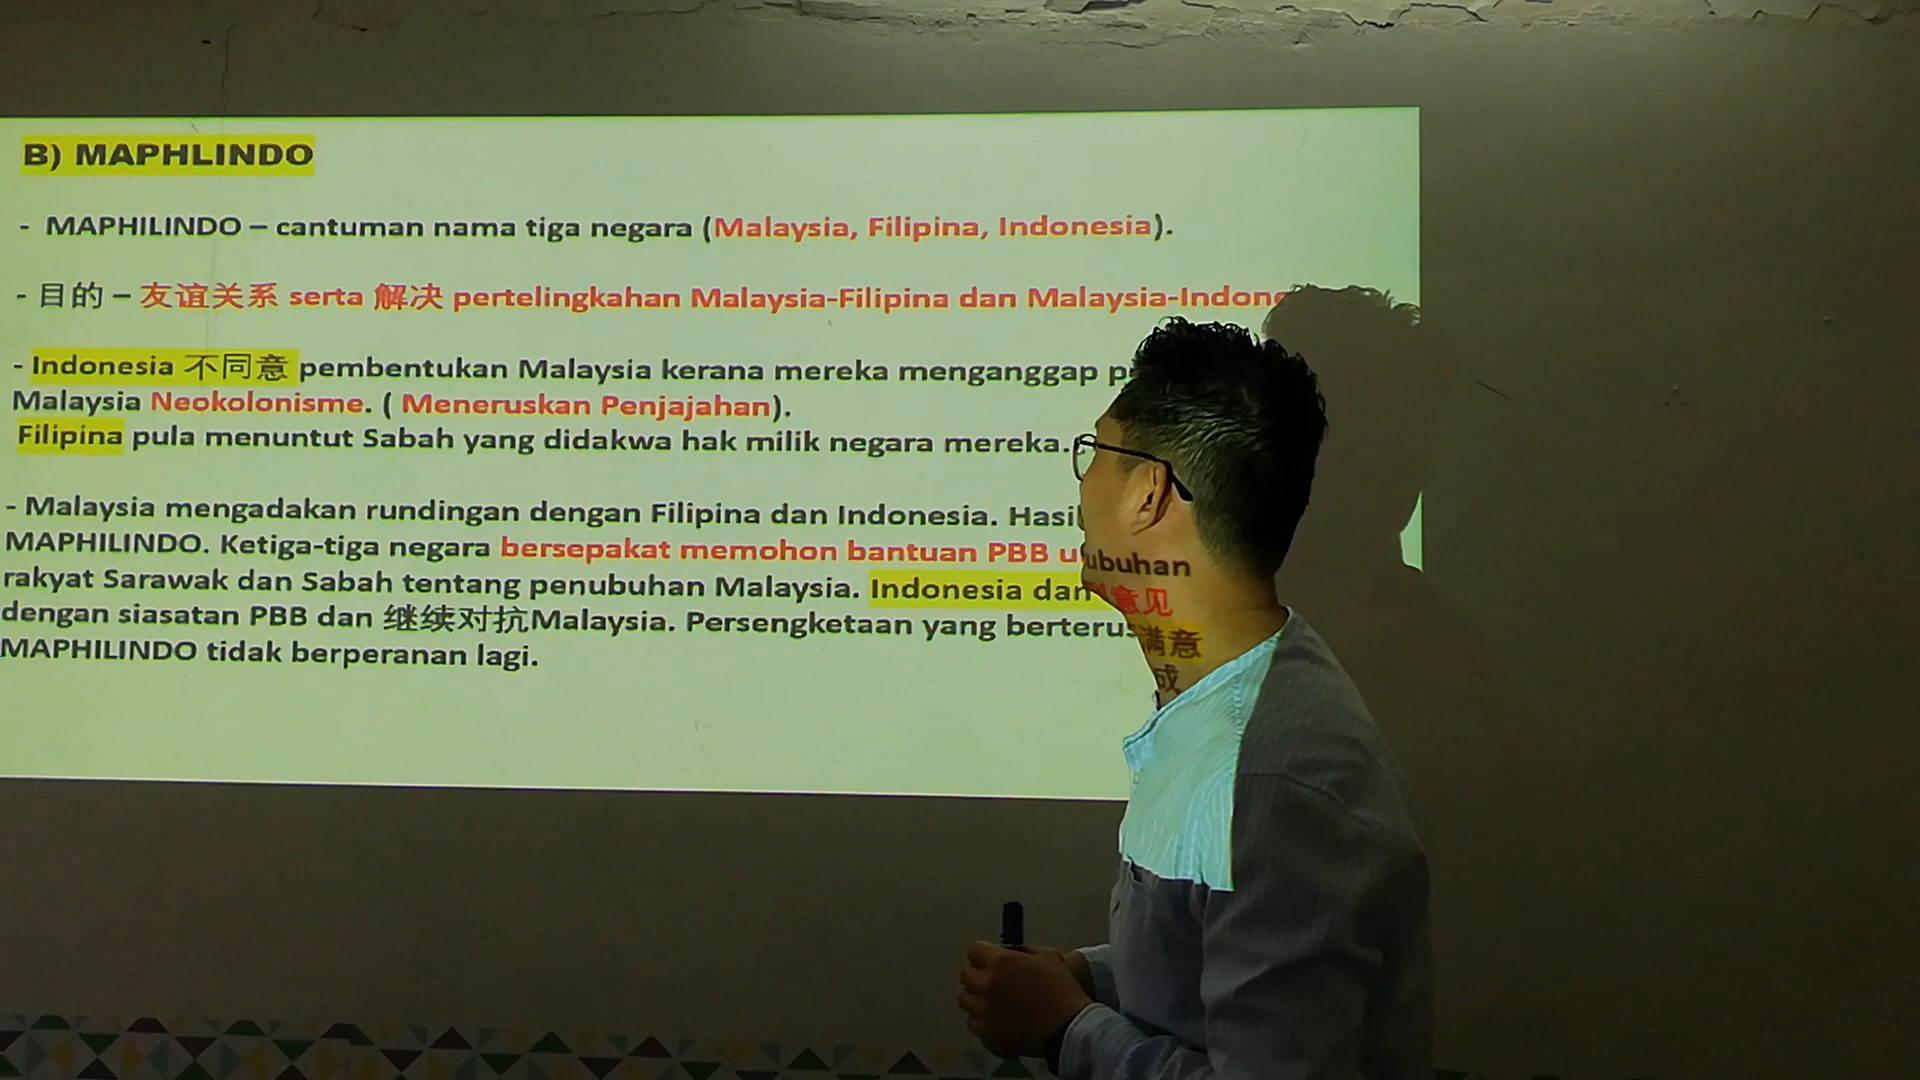 B) MAPHLINDO
- MAPHILINDO – cantuman nama tiga negara (Malaysia, Filipina, Indonesia).
- 目的 – 友谊关系 serta 解决 pertelingkahan Malaysia-Filipina dan Malaysia-Indone
- Indonesia 不同意 pembentukan Malaysia kerana mereka menganggap p
Malaysia Neokolonisme. ( Meneruskan Penjajahan).
Filipina pula menuntut Sabah yang didakwa hak milik negara mereka.
- Malaysia mengadakan rundingan dengan Filipina dan Indonesia. Hasil ubuhan
MAPHILINDO. Ketiga-tiga negara bersepakat memohon bantuan PBB u 意见
rakyat Sarawak dan Sabah tentang penubuhan Malaysia. Indonesia dan 满意
dengan siasatan PBB dan 继续对抗Malaysia. Persengketaan yang berterus 成
MAPHILINDO tidak berperanan lagi.